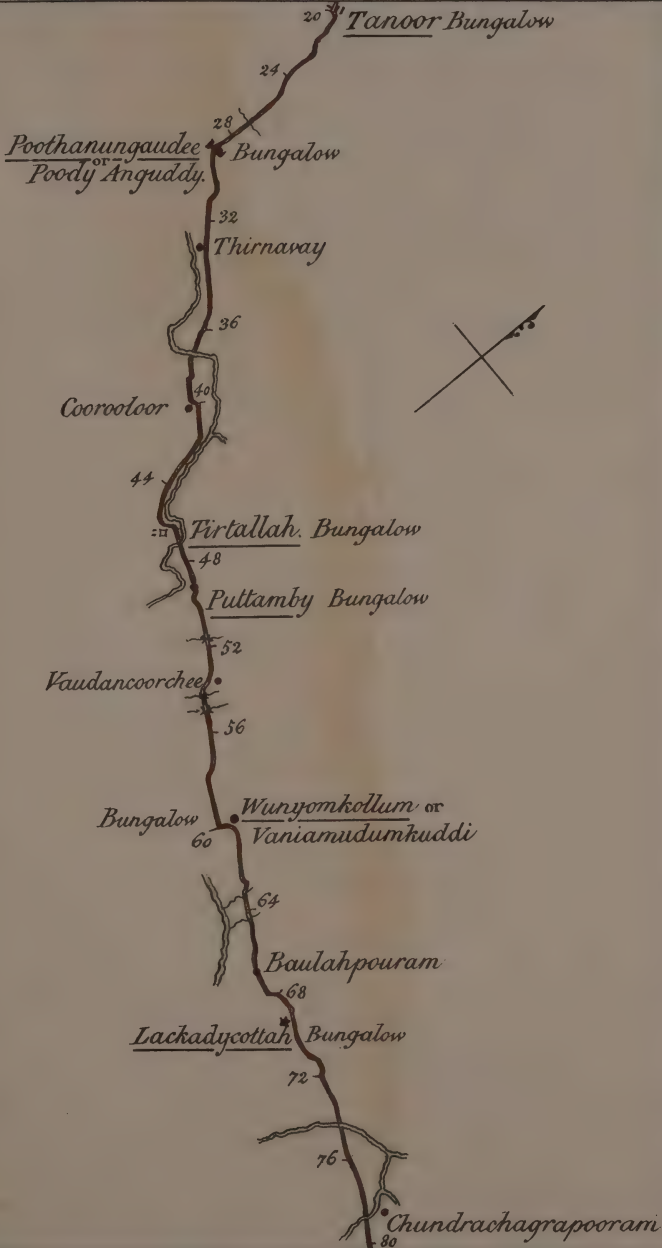 20 Tanoor Bungalow
24
28
Poothanungaudee Bungalow
or
Poody Anguddy.
32
Thirnavay
36
40
Coorooloor
44
Tirtallah. Bungalow
48
Puttamby Bungalow
52
Vaudancoorchee
56
Bungalow Wunyomkollum or
60 Vaniamudumkuddi
64
Baulahpouram
68
Lackadycottah Bungalow
72
76
Chundrachagrapooram
80